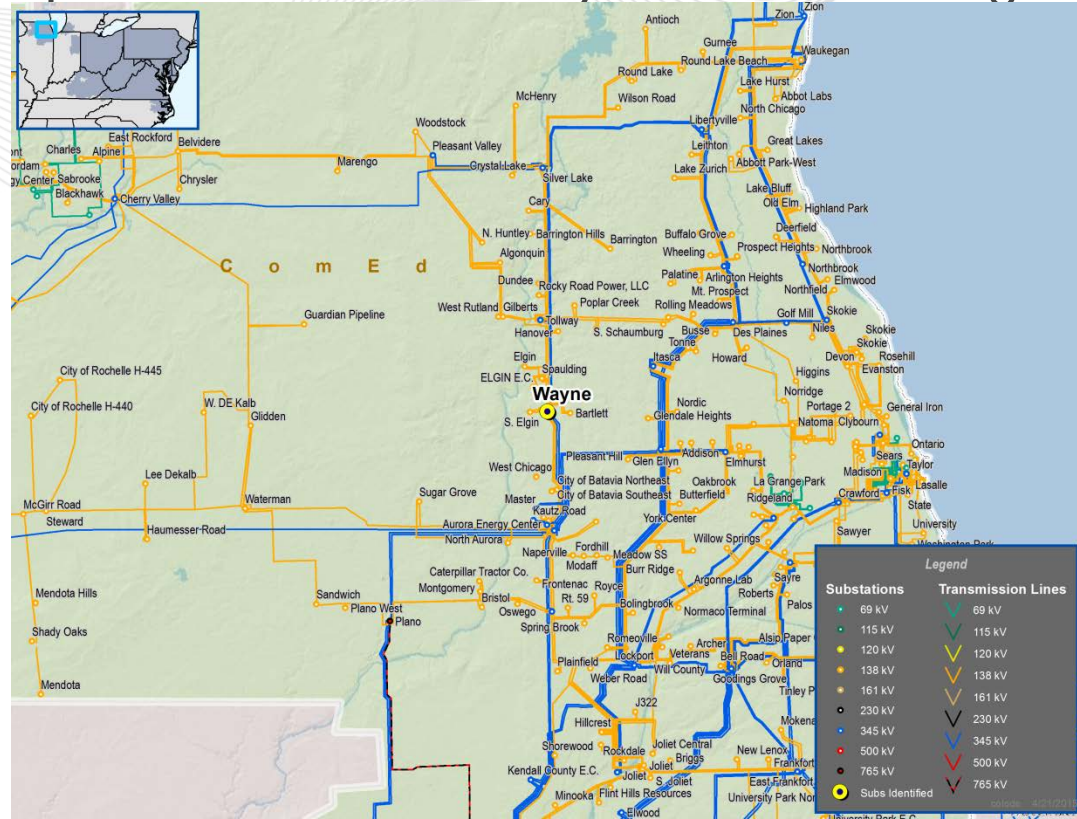 Zion
Zion
Antioch
Gurnee
Waukegan
Round Lake Beach
Round Lake
Lake Hurst
Abbot Labs
McHenry
Wilson Road
North Chicago
Woodstock
Libertyville
East Rockford
Belvidere
Pleasant Valley
Great Lakes
Charles
Alpine
Leithton
Marengo
Crystal Lake
Abbott Park-West
Sabrooke
Chrysler
Silver Lake
Lake Zurich
Blackhawk
Cherry Valley
Lake Bluff
Cary
Old Elm
Highland Park
N. Huntley
Barrington Hills
Barrington
Buffalo Grove
Deerfield
Algonquin
Wheeling
Prospect Heights
Northbrook
ComEd
Northbrook
Dundee
Rocky Road Power, LLC
Palatine
Arlington Heights
Elmwood
Mt. Prospect
Northfield
West Rutland
Gilberts
Poplar Creek
Rolling Meadows
Guardian Pipeline
Tollway
Golf Mill
Skokie
Hanover
S. Schaumburg
Busse
Des Plaines
Niles
Skokie
Tonne
Skokie
Elgin
Spaulding
Itasca
Howard
Devon
Rosehill
City of Rochelle H-445
ELGIN E.C.
Higgins
Evanston
Wayne
Norridge
City of Rochelle H-440
W. DE Kalb
Nordic
Portage 2
General Iron
Glidden
S. Elgin
Bartlett
Glendale Heights
Natoma
Clybourn
Pleasant Hill
Glen Ellyn
Addison
Elmhurst
Ontario
Lee Dekalb
West Chicago
City of Batavia Northeast
Oakbrook
La Grange Park
Sears
Madison
Taylor
City of Batavia Southeast
Butterfield
Ridgeland
Lasalle
McGirr Road
Waterman
Sugar Grove
Master
Kautz Road
Crawford
Fisk
State
Steward
Haumesser Road
Aurora Energy Center
York Center
Sawyer
University
North Aurora
Naperville
Fordhill
Meadow SS
Willow Springs
Washington Park
Modaff
Burr Ridge
Caterpillar Tractor Co.
Frontenac
Royce
Argonne Lab
Sayre
Mendota Hills
Sandwich
Montgomery
Bristol
Rt. 59
Roberts
Plano West
Oswego
Bolingbrook
Normaco Terminal
Palos
Plano
Spring Brook
Shady Oaks
Romeoville
Archer
Alsip Paper
Lockport
Veterans
Bell Road
Orland
Plainfield
Will County
Weber Road
Goodings Grove
Mendota
Tinley P
J322
Hillcrest
Mokena
Shorewood
Rockdale
Joliet Central
New Lenox
Briggs
Frankfort
Kendall County E.C.
Joliet
S. Joliet
East Frankfort
Minooka
Flint Hills Resources
University Park Nor
Elwood
University Park E.C.
Legend
Substations
Transmission Lines
69 kV
69 kV
115 kV
115 kV
120 kV
120 kV
138 kV
138 kV
161 kV
161 kV
230 kV
230 kV
345 kV
345 kV
500 kV
500 kV
765 kV
765 kV
Subs Identified